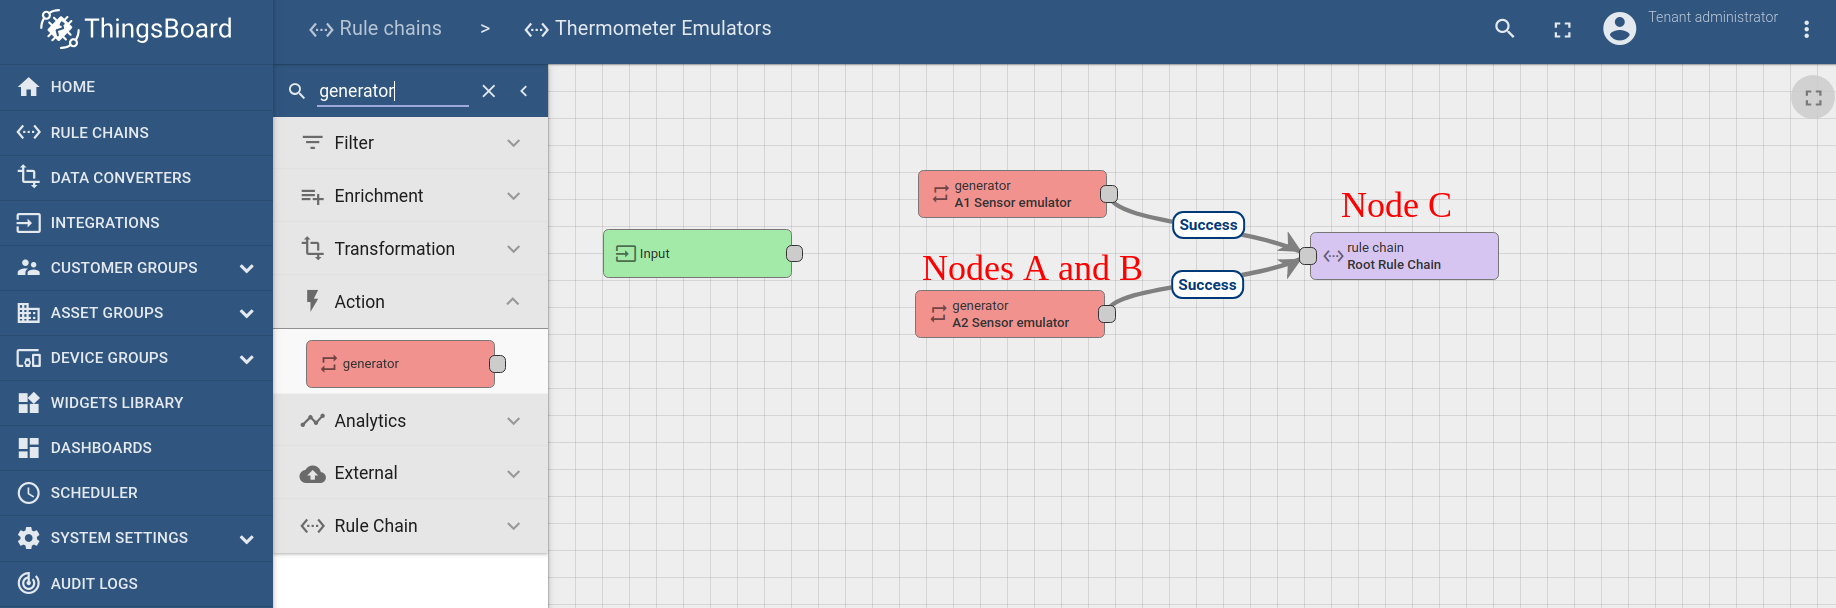 ThingsBoard
Rule chains > Thermometer Emulators
Tenant administrator
HOME
RULE CHAINS
DATA CONVERTERS
INTEGRATIONS
CUSTOMER GROUPS
ASSET GROUPS
DEVICE GROUPS
WIDGETS LIBRARY
DASHBOARDS
SCHEDULER
SYSTEM SETTINGS
AUDIT LOGS
generator
Filter
Enrichment
Transformation
Action
generator
Analytics
External
Rule Chain
Input
generator
A1 Sensor emulator
Success
Nodes A and B
generator
A2 Sensor emulator
Success
Node C
rule chain
Root Rule Chain